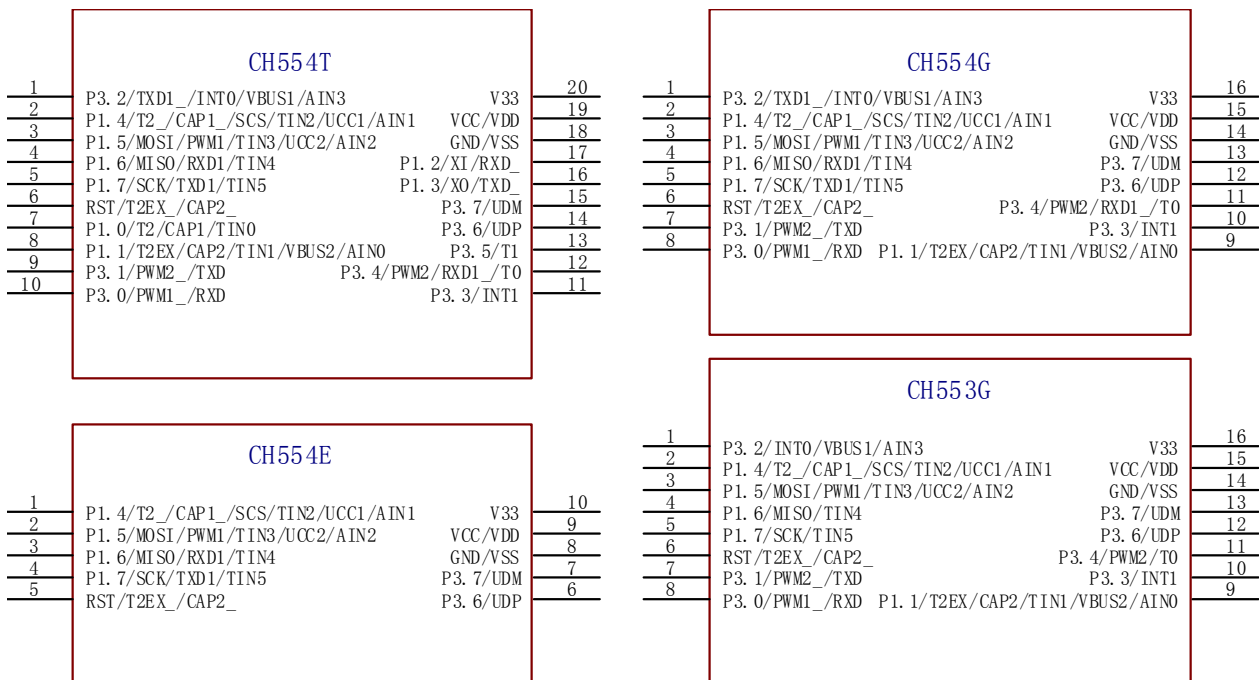 CH554T
1 P3.2/TXD1_/INT0/VBUS1/AIN3 V33 20
2 P1.4/T2_/CAP1_/SCS/TIN2/UCC1/AIN1 VCC/VDD 19
3 P1.5/MOSI/PWM1/TIN3/UCC2/AIN2 GND/VSS 18
4 P1.6/MISO/RXD1/TIN4 P1.2/XI/RXD_ 17
5 P1.7/SCK/TXD1/TIN5 P1.3/XO/TXD_ 16
6 RST/T2EX_/CAP2_ P3.7/UDM 15
7 P1.0/T2/CAP1/TIN0 P3.6/UDP 14
8 P1.1/T2EX/CAP2/TIN1/VBUS2/AIN0 P3.5/T1 13
9 P3.1/PWM2_/TXD P3.4/PWM2/RXD1_/T0 12
10 P3.0/PWM1_/RXD P3.3/INT1 11
CH554G
1 P3.2/TXD1_/INT0/VBUS1/AIN3 V33 16
2 P1.4/T2_/CAP1_/SCS/TIN2/UCC1/AIN1 VCC/VDD 15
3 P1.5/MOSI/PWM1/TIN3/UCC2/AIN2 GND/VSS 14
4 P1.6/MISO/RXD1/TIN4 P3.7/UDM 13
5 P1.7/SCK/TXD1/TIN5 P3.6/UDP 12
6 RST/T2EX_/CAP2_ P3.4/PWM2/RXD1_/T0 11
7 P3.1/PWM2_/TXD P3.3/INT1 10
8 P3.0/PWM1_/RXD P1.1/T2EX/CAP2/TIN1/VBUS2/AIN0 9
CH554E
1 P1.4/T2_/CAP1_/SCS/TIN2/UCC1/AIN1 V33 10
2 P1.5/MOSI/PWM1/TIN3/UCC2/AIN2 VCC/VDD 9
3 P1.6/MISO/RXD1/TIN4 GND/VSS 8
4 P1.7/SCK/TXD1/TIN5 P3.7/UDM 7
5 RST/T2EX_/CAP2_ P3.6/UDP 6
CH553G
1 P3.2/INT0/VBUS1/AIN3 V33 16
2 P1.4/T2_/CAP1_/SCS/TIN2/UCC1/AIN1 VCC/VDD 15
3 P1.5/MOSI/PWM1/TIN3/UCC2/AIN2 GND/VSS 14
4 P1.6/MISO/TIN4 P3.7/UDM 13
5 P1.7/SCK/TIN5 P3.6/UDP 12
6 RST/T2EX_/CAP2_ P3.4/PWM2/T0 11
7 P3.1/PWM2_/TXD P3.3/INT1 10
8 P3.0/PWM1_/RXD P1.1/T2EX/CAP2/TIN1/VBUS2/AIN0 9